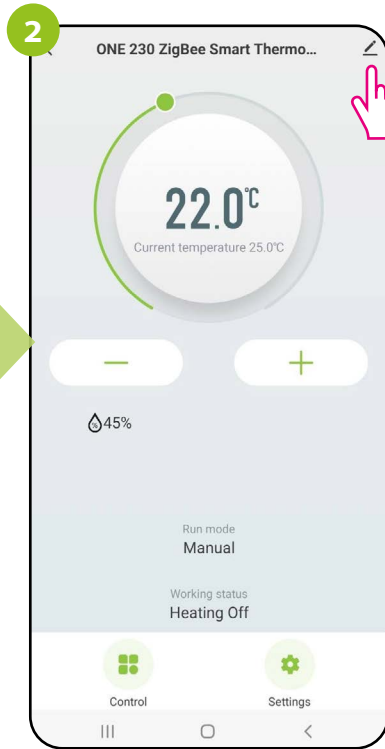 2
ONE 230 ZigBee Smart Thermo...
22.0°C
Current temperature 25.0°C
%
45%
Run mode
Manual
Working status
Heating Off
Control
Settings